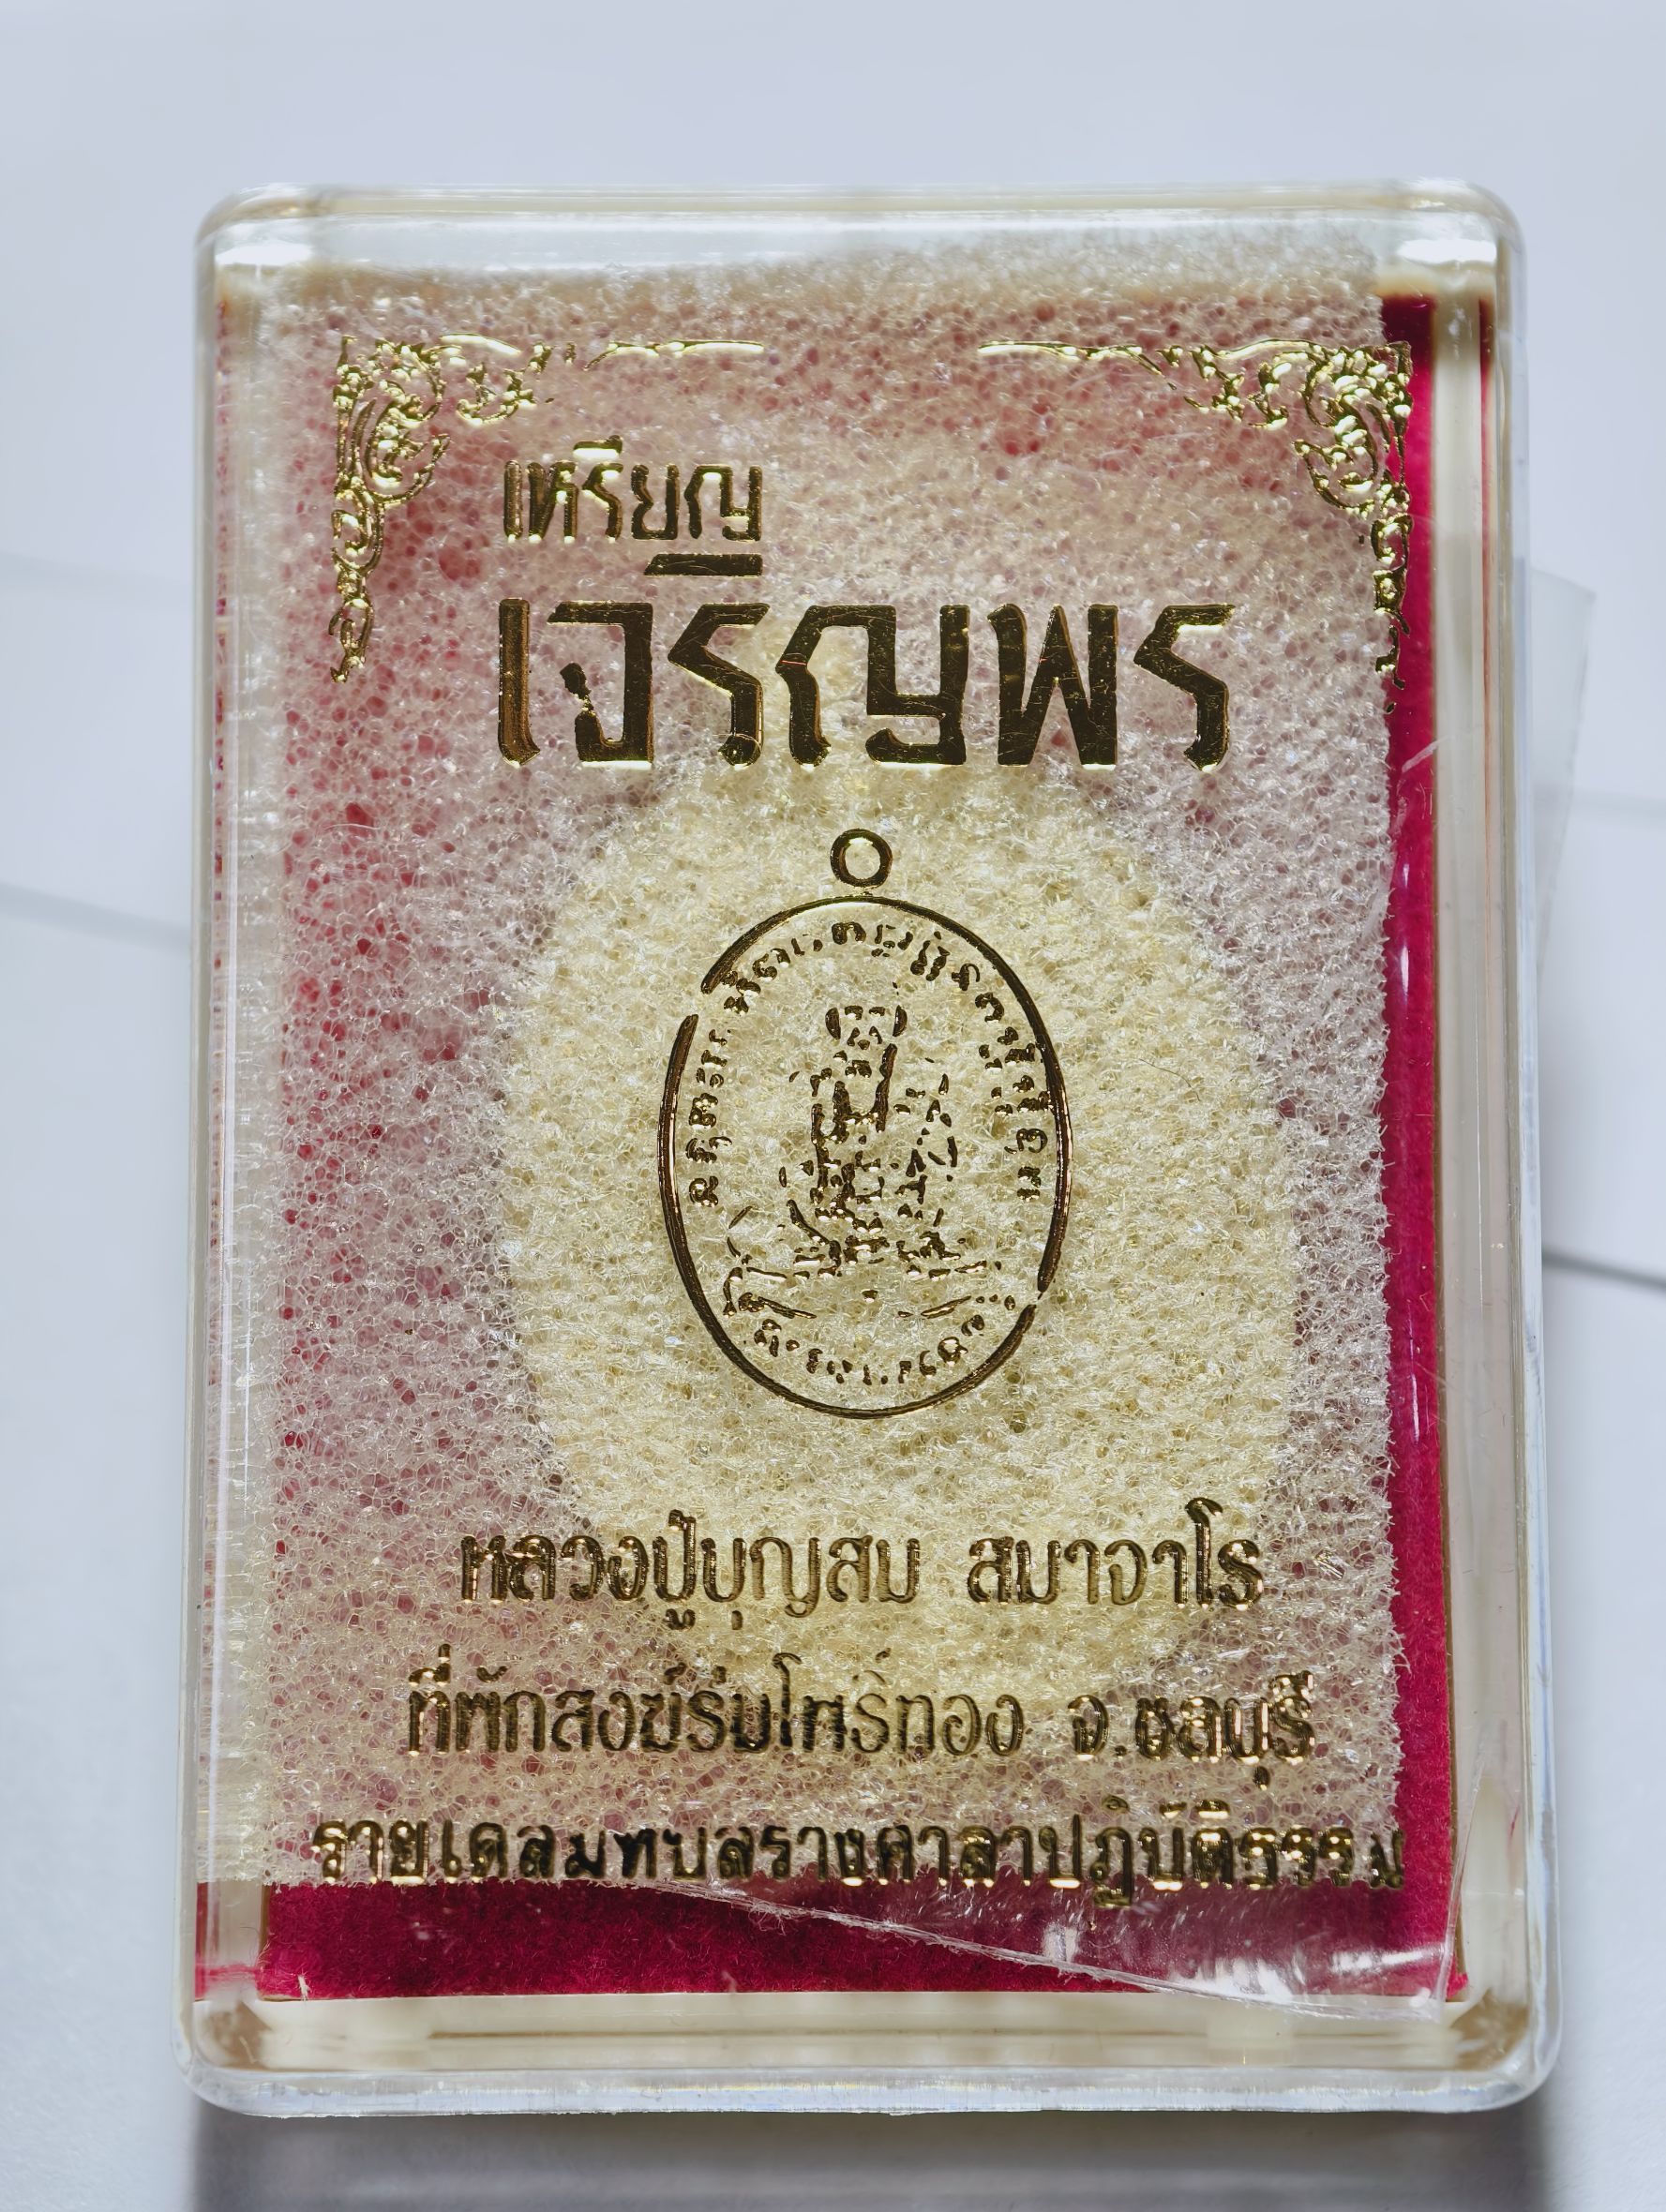 เหรียญ
เจริญพร
หลวงปู่บุญสม สมาจาโร
ที่พักสงฆ์ร่มโพธิ์ทอง จ.ชลบุรี
รายได้สมทบสร้างศาลาปฏิบัติธรรม